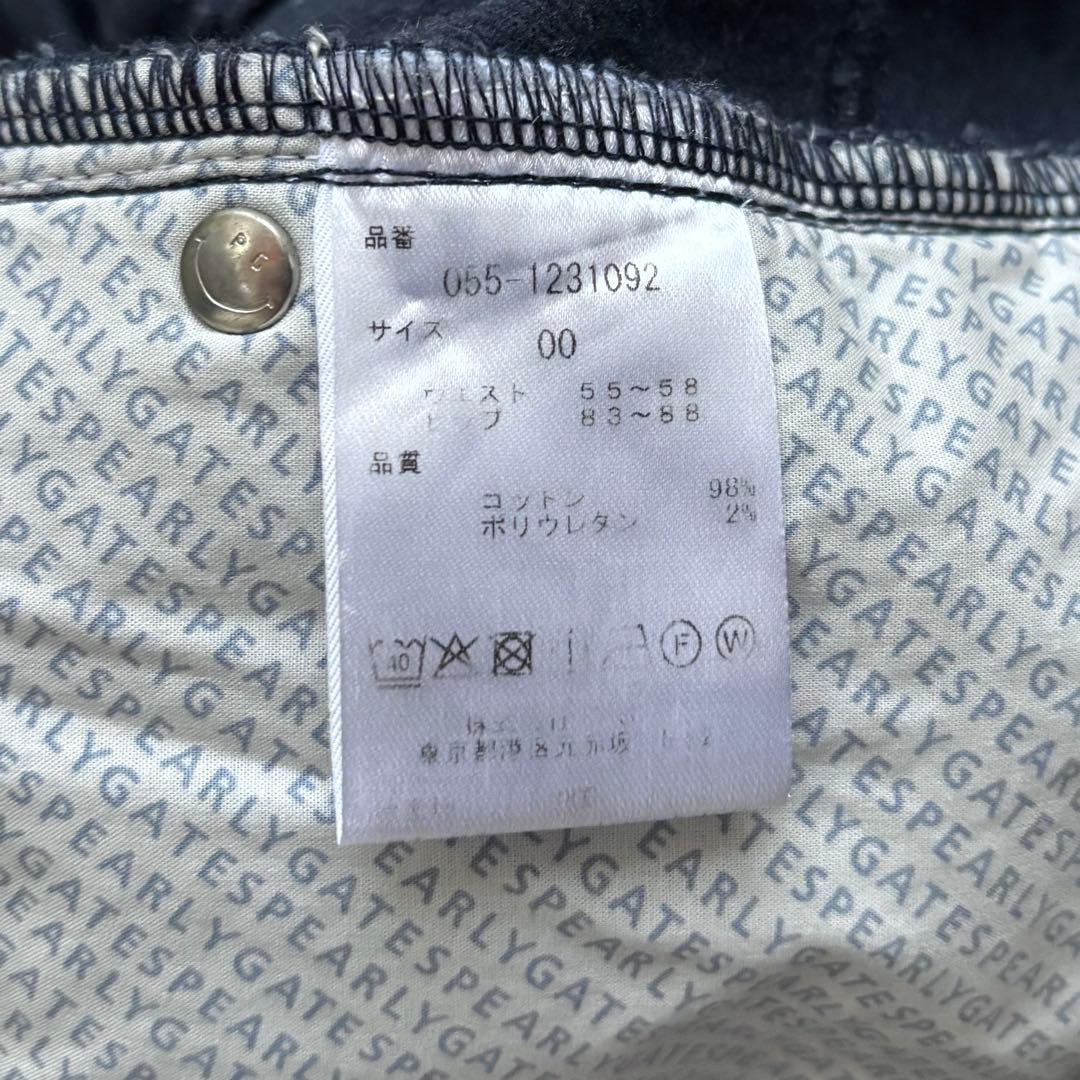 品番
055-1231092
サイズ
00
ウエスト 55~58
ヒップ 83~88
品質
コットン 98%
ポリウレタン 2%
40 F W
東京都港区
P G
PEARLYGATES